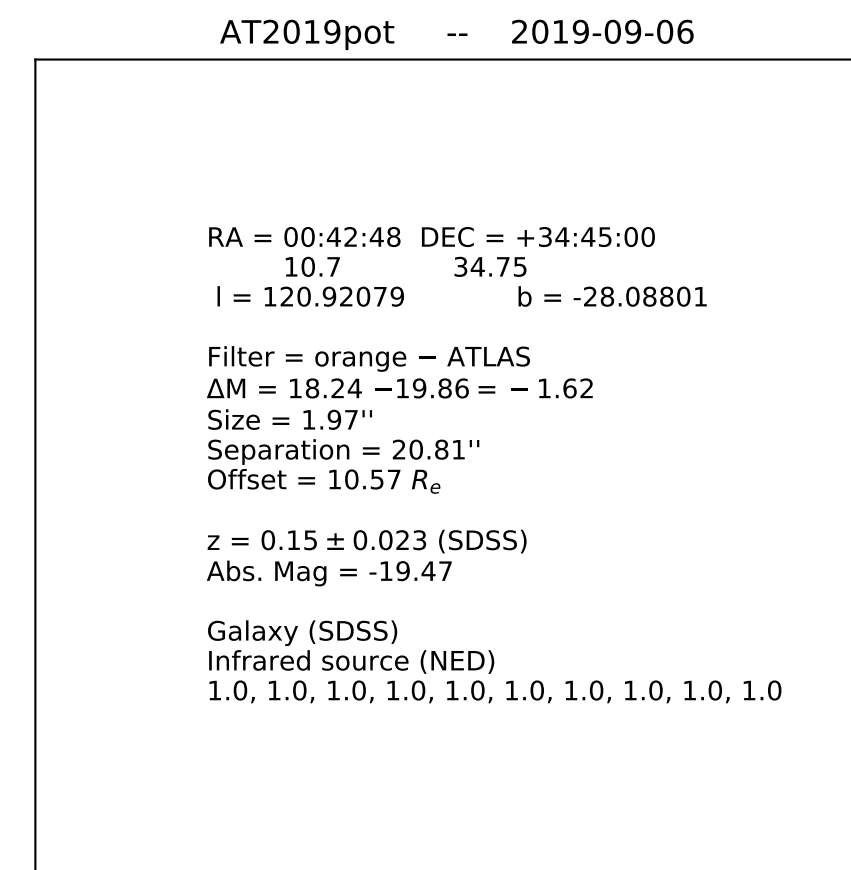 AT2019pot -- 2019-09-06
RA = 00:42:48 DEC = +34:45:00
10.7 34.75
l = 120.92079 b = -28.08801
Filter = orange − ATLAS
ΔM = 18.24 −19.86 = − 1.62
Size = 1.97''
Separation = 20.81''
Offset = 10.57 Rₑ
z = 0.15 ± 0.023 (SDSS)
Abs. Mag = -19.47
Galaxy (SDSS)
Infrared source (NED)
1.0, 1.0, 1.0, 1.0, 1.0, 1.0, 1.0, 1.0, 1.0, 1.0